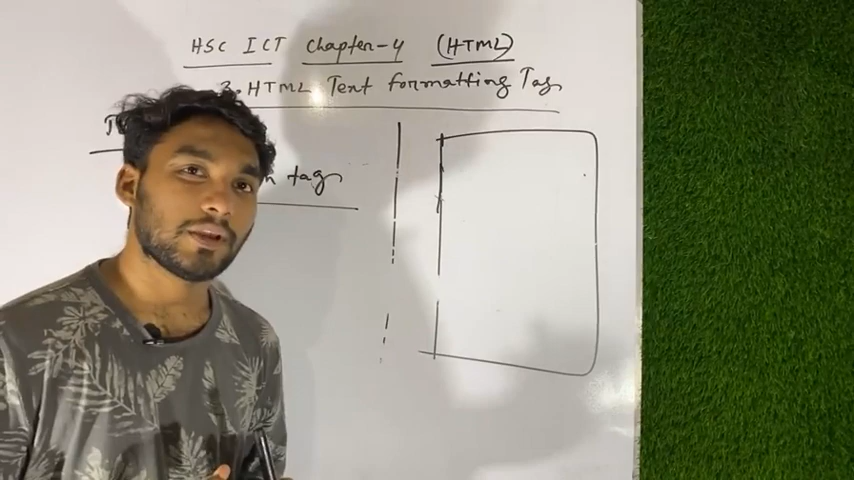 HSC ICT Chapter-4 (HTML)
3. HTML Text formatting Tag
tag